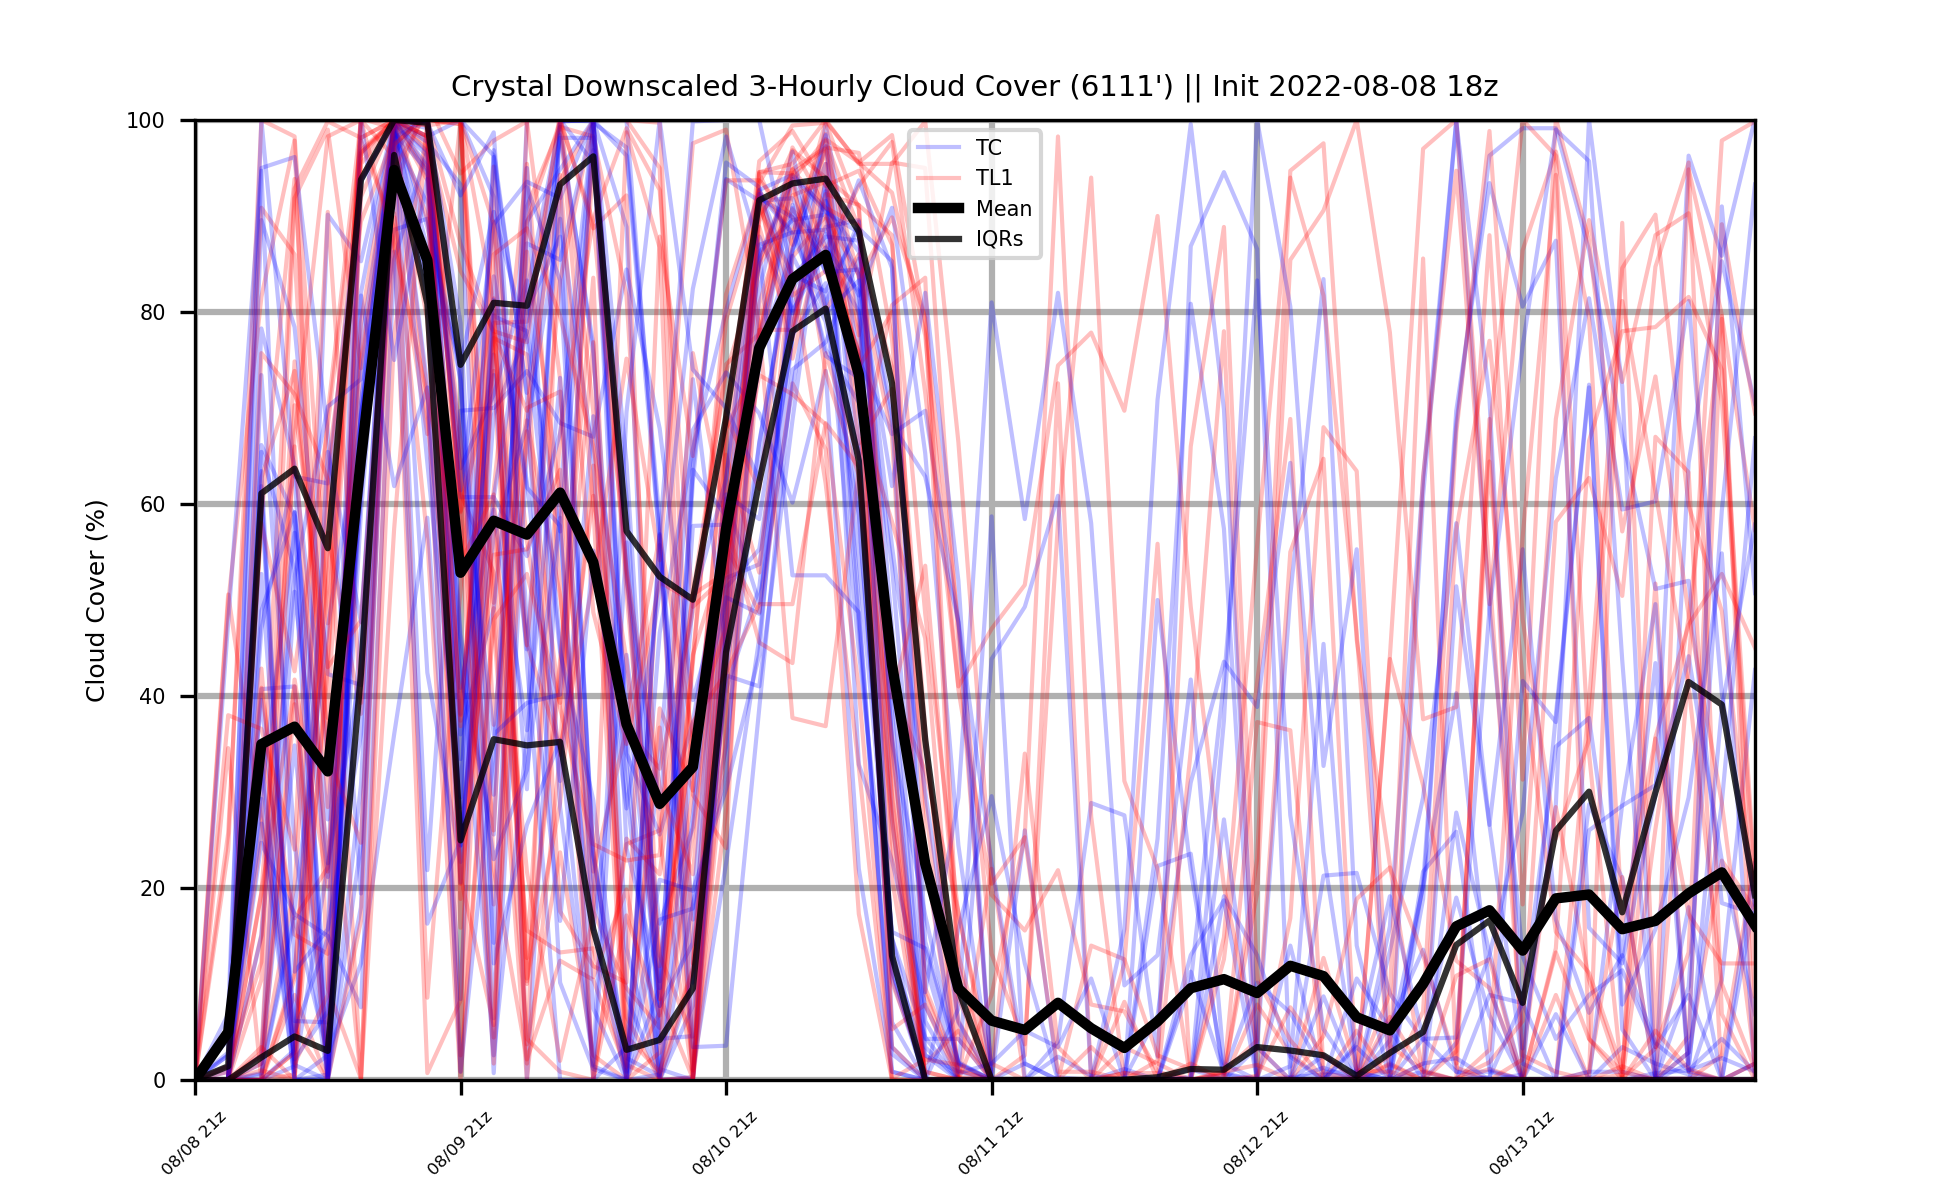 Crystal Downscaled 3-Hourly Cloud Cover (6111') || Init 2022-08-08 18z
TC
TL1
Mean
IQRs
Cloud Cover (%)
100
80
60
40
20
0
08/08 21z
08/09 21z
08/10 21z
08/11 21z
08/12 21z
08/13 21z